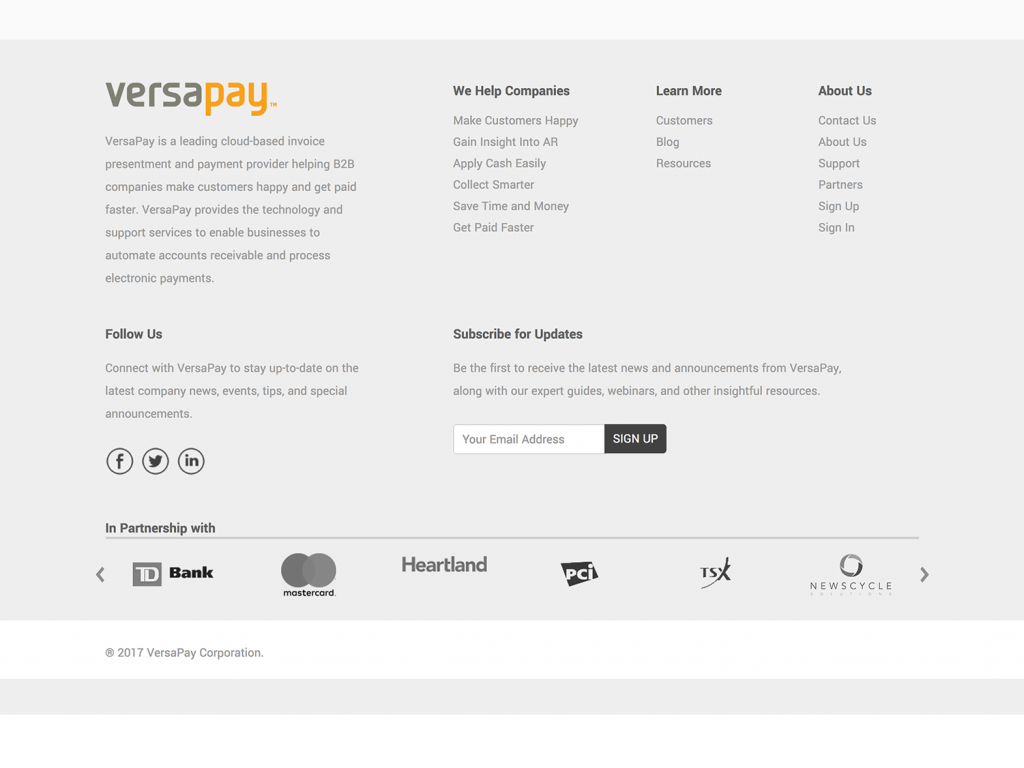 versapay™
VersaPay is a leading cloud-based invoice
presentment and payment provider helping B2B
companies make customers happy and get paid
faster. VersaPay provides the technology and
support services to enable businesses to
automate accounts receivable and process
electronic payments.
We Help Companies
Make Customers Happy
Gain Insight Into AR
Apply Cash Easily
Collect Smarter
Save Time and Money
Get Paid Faster
Learn More
Customers
Blog
Resources
About Us
Contact Us
About Us
Support
Partners
Sign Up
Sign In
Follow Us
Connect with VersaPay to stay up-to-date on the
latest company news, events, tips, and special
announcements.
Subscribe for Updates
Be the first to receive the latest news and announcements from VersaPay,
along with our expert guides, webinars, and other insightful resources.
Your Email Address SIGN UP
In Partnership with
TD Bank
mastercard.
Heartland
PCi
TSX
NEWSCYCLE
SOLUTIONS
® 2017 VersaPay Corporation.